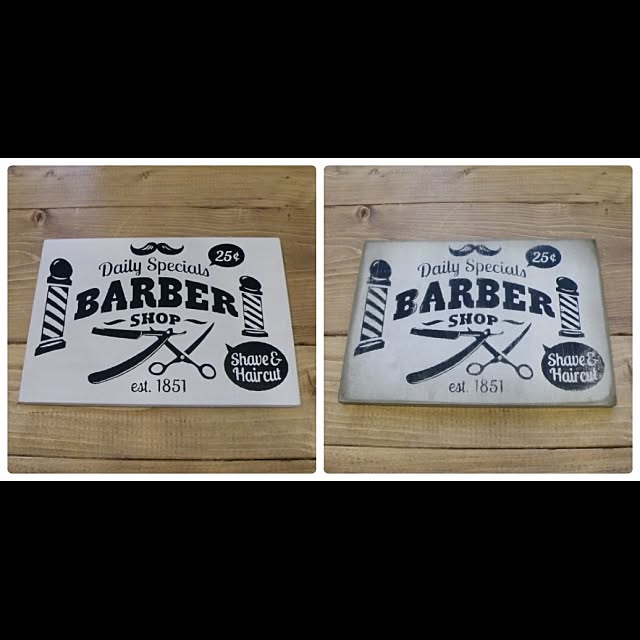 25¢
Daily Specials
BARBER
SHOP
Shave &
Haircut
est. 1851
25¢
Daily Specials
BARBER
SHOP
Shave &
Haircut
est. 1851